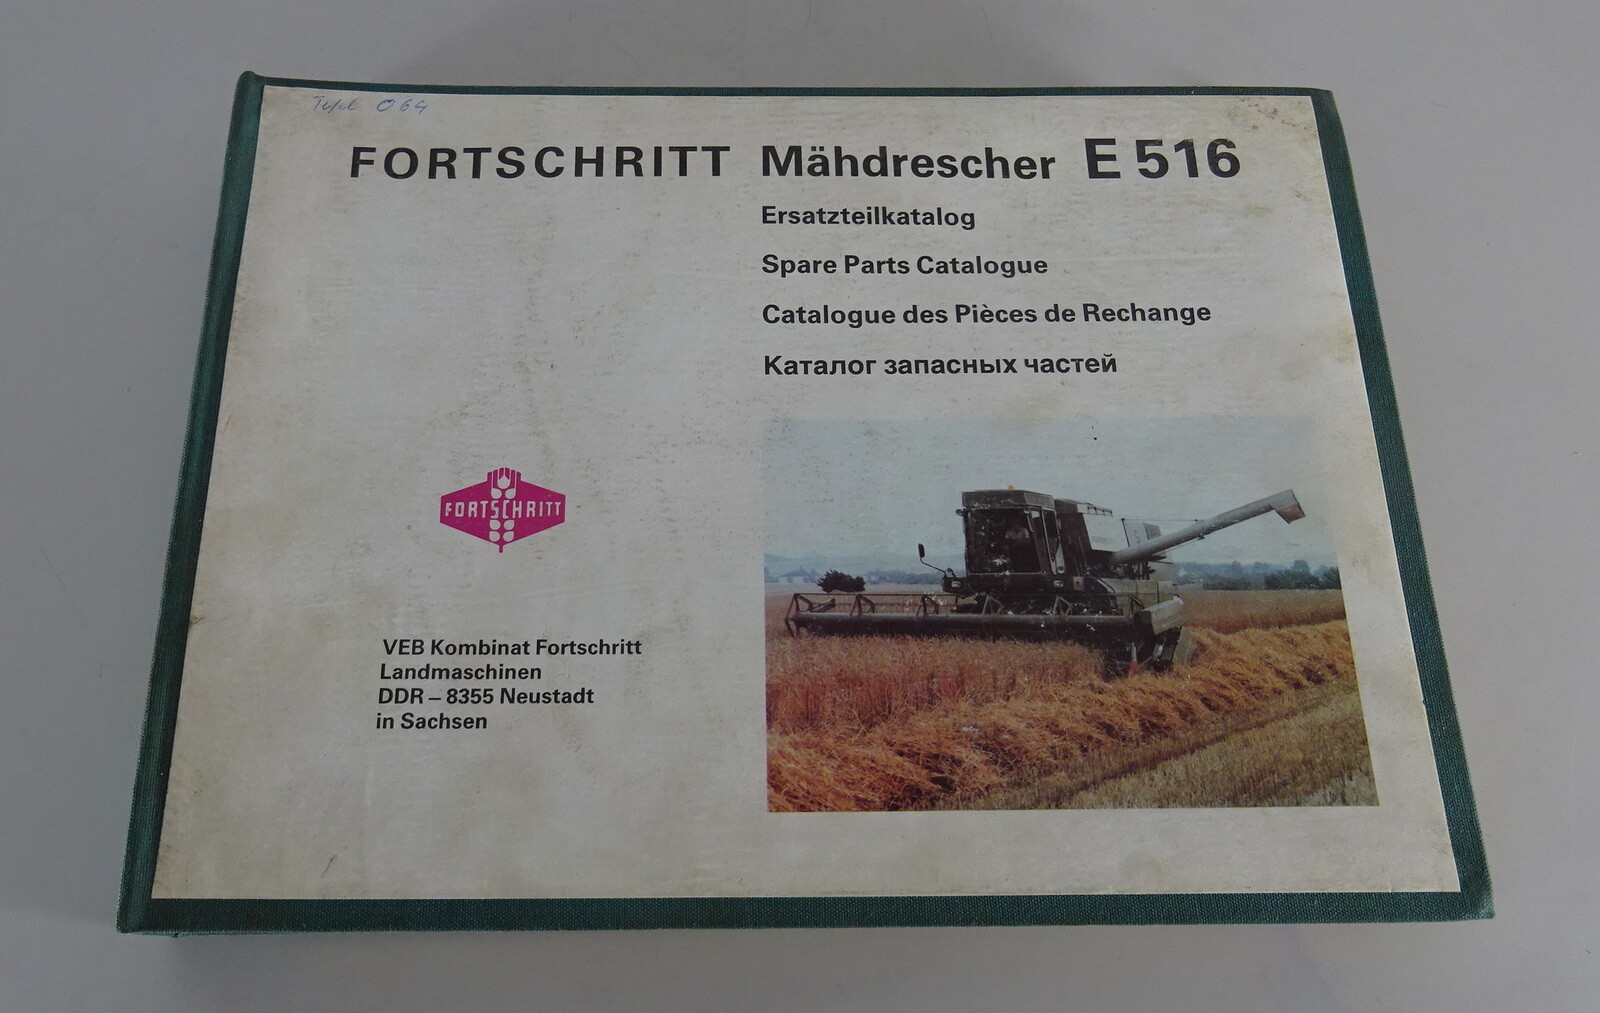 064
FORTSCHRITT Mähdrescher E 516
Ersatzteilkatalog
Spare Parts Catalogue
Catalogue des Pièces de Rechange
Каталог запасных частей
FORTSCHRITT
VEB Kombinat Fortschritt
Landmaschinen
DDR – 8355 Neustadt
in Sachsen